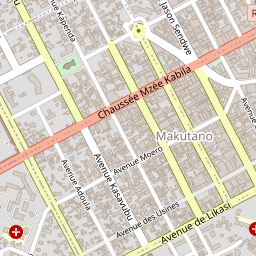 Avenue Kapenda
Jason Sendwe
Chaussée Mzée Kabila
Makutano
Avenue Moero
Avenue Adoula
Avenue Kasavubu
Avenue des Usines
Avenue de Likasi